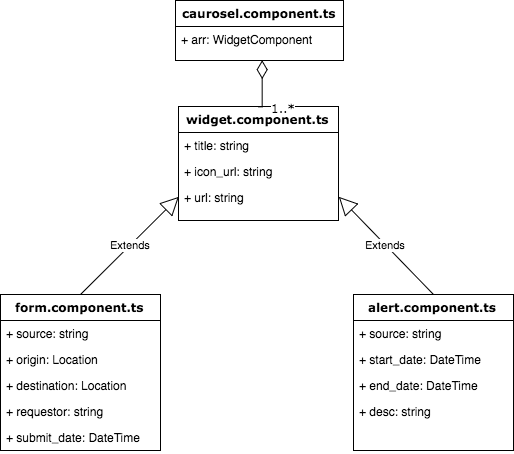 caurosel.component.ts
+ arr: WidgetComponent
1..*
widget.component.ts
+ title: string
+ icon_url: string
+ url: string
Extends
Extends
form.component.ts
+ source: string
+ origin: Location
+ destination: Location
+ requestor: string
+ submit_date: DateTime
alert.component.ts
+ source: string
+ start_date: DateTime
+ end_date: DateTime
+ desc: string